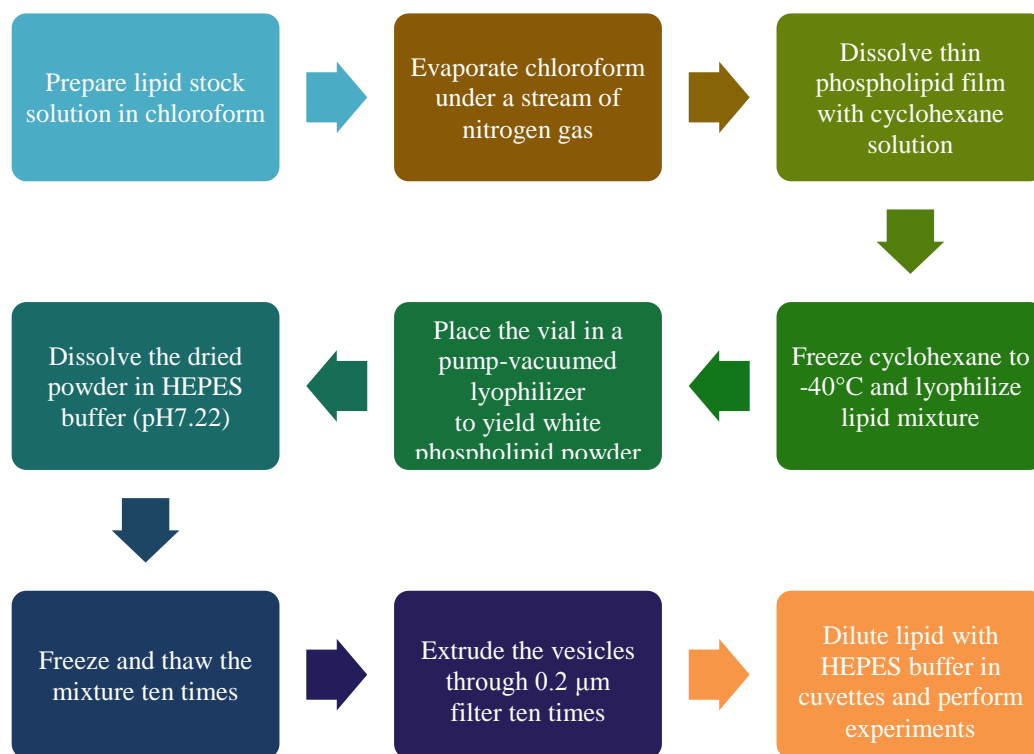 Prepare lipid stock
solution in chloroform
Evaporate chloroform
under a stream of
nitrogen gas
Dissolve thin
phospholipid film
with cyclohexane
solution
Freeze cyclohexane to
-40°C and lyophilize
lipid mixture
Place the vial in a
pump-vacuumed
lyophilizer
to yield white
phospholipid powder
Dissolve the dried
powder in HEPES
buffer (pH7.22)
Freeze and thaw the
mixture ten times
Extrude the vesicles
through 0.2 μm
filter ten times
Dilute lipid with
HEPES buffer in
cuvettes and perform
experiments